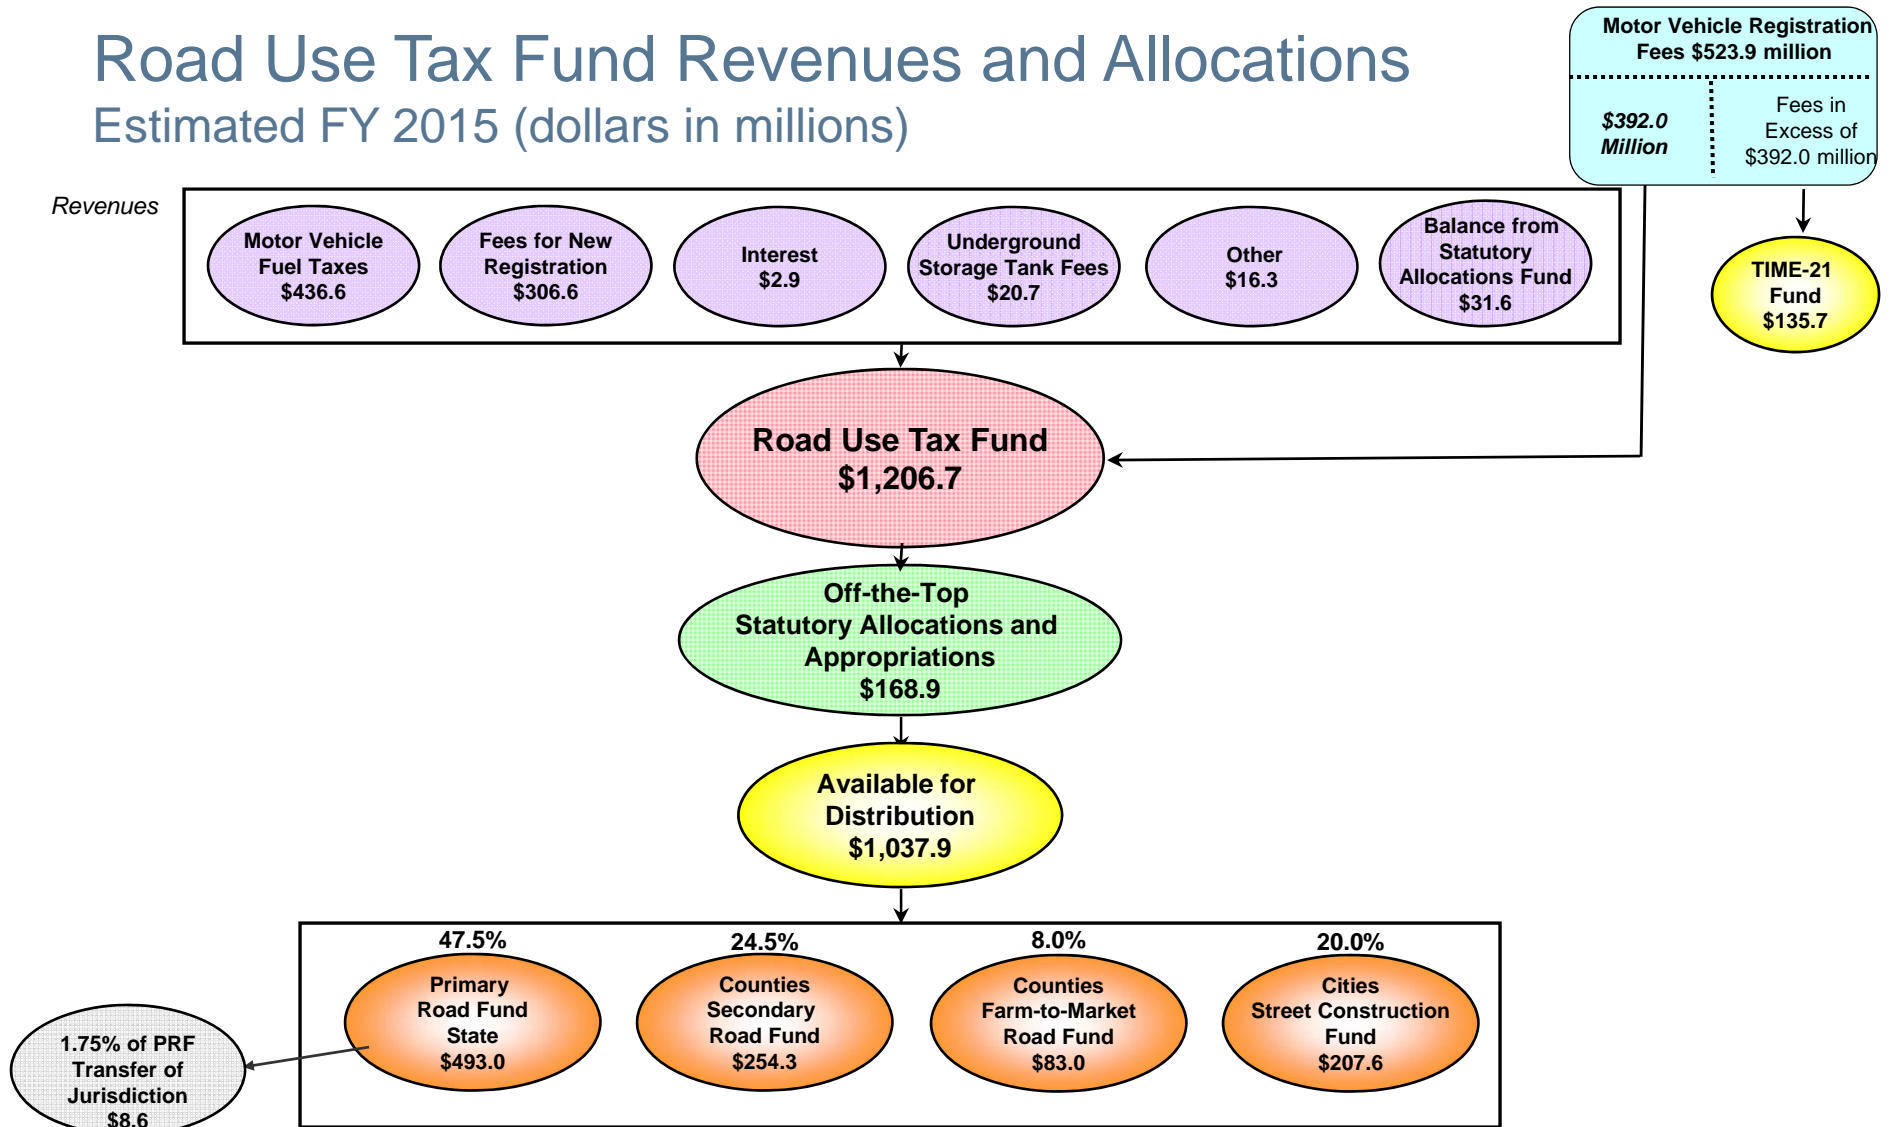 Road Use Tax Fund Revenues and Allocations
Estimated FY 2015 (dollars in millions)
Motor Vehicle Registration
Fees $523.9 million
$392.0
Million
Fees in
Excess of
$392.0 million
Revenues
Motor Vehicle
Fuel Taxes
$436.6
Fees for New
Registration
$306.6
Interest
$2.9
Underground
Storage Tank Fees
$20.7
Other
$16.3
Balance from
Statutory
Allocations Fund
$31.6
TIME-21
Fund
$135.7
Road Use Tax Fund
$1,206.7
Off-the-Top
Statutory Allocations and
Appropriations
$168.9
Available for
Distribution
$1,037.9
47.5%
Primary
Road Fund
State
$493.0
24.5%
Counties
Secondary
Road Fund
$254.3
8.0%
Counties
Farm-to-Market
Road Fund
$83.0
20.0%
Cities
Street Construction
Fund
$207.6
1.75% of PRF
Transfer of
Jurisdiction
$8.6